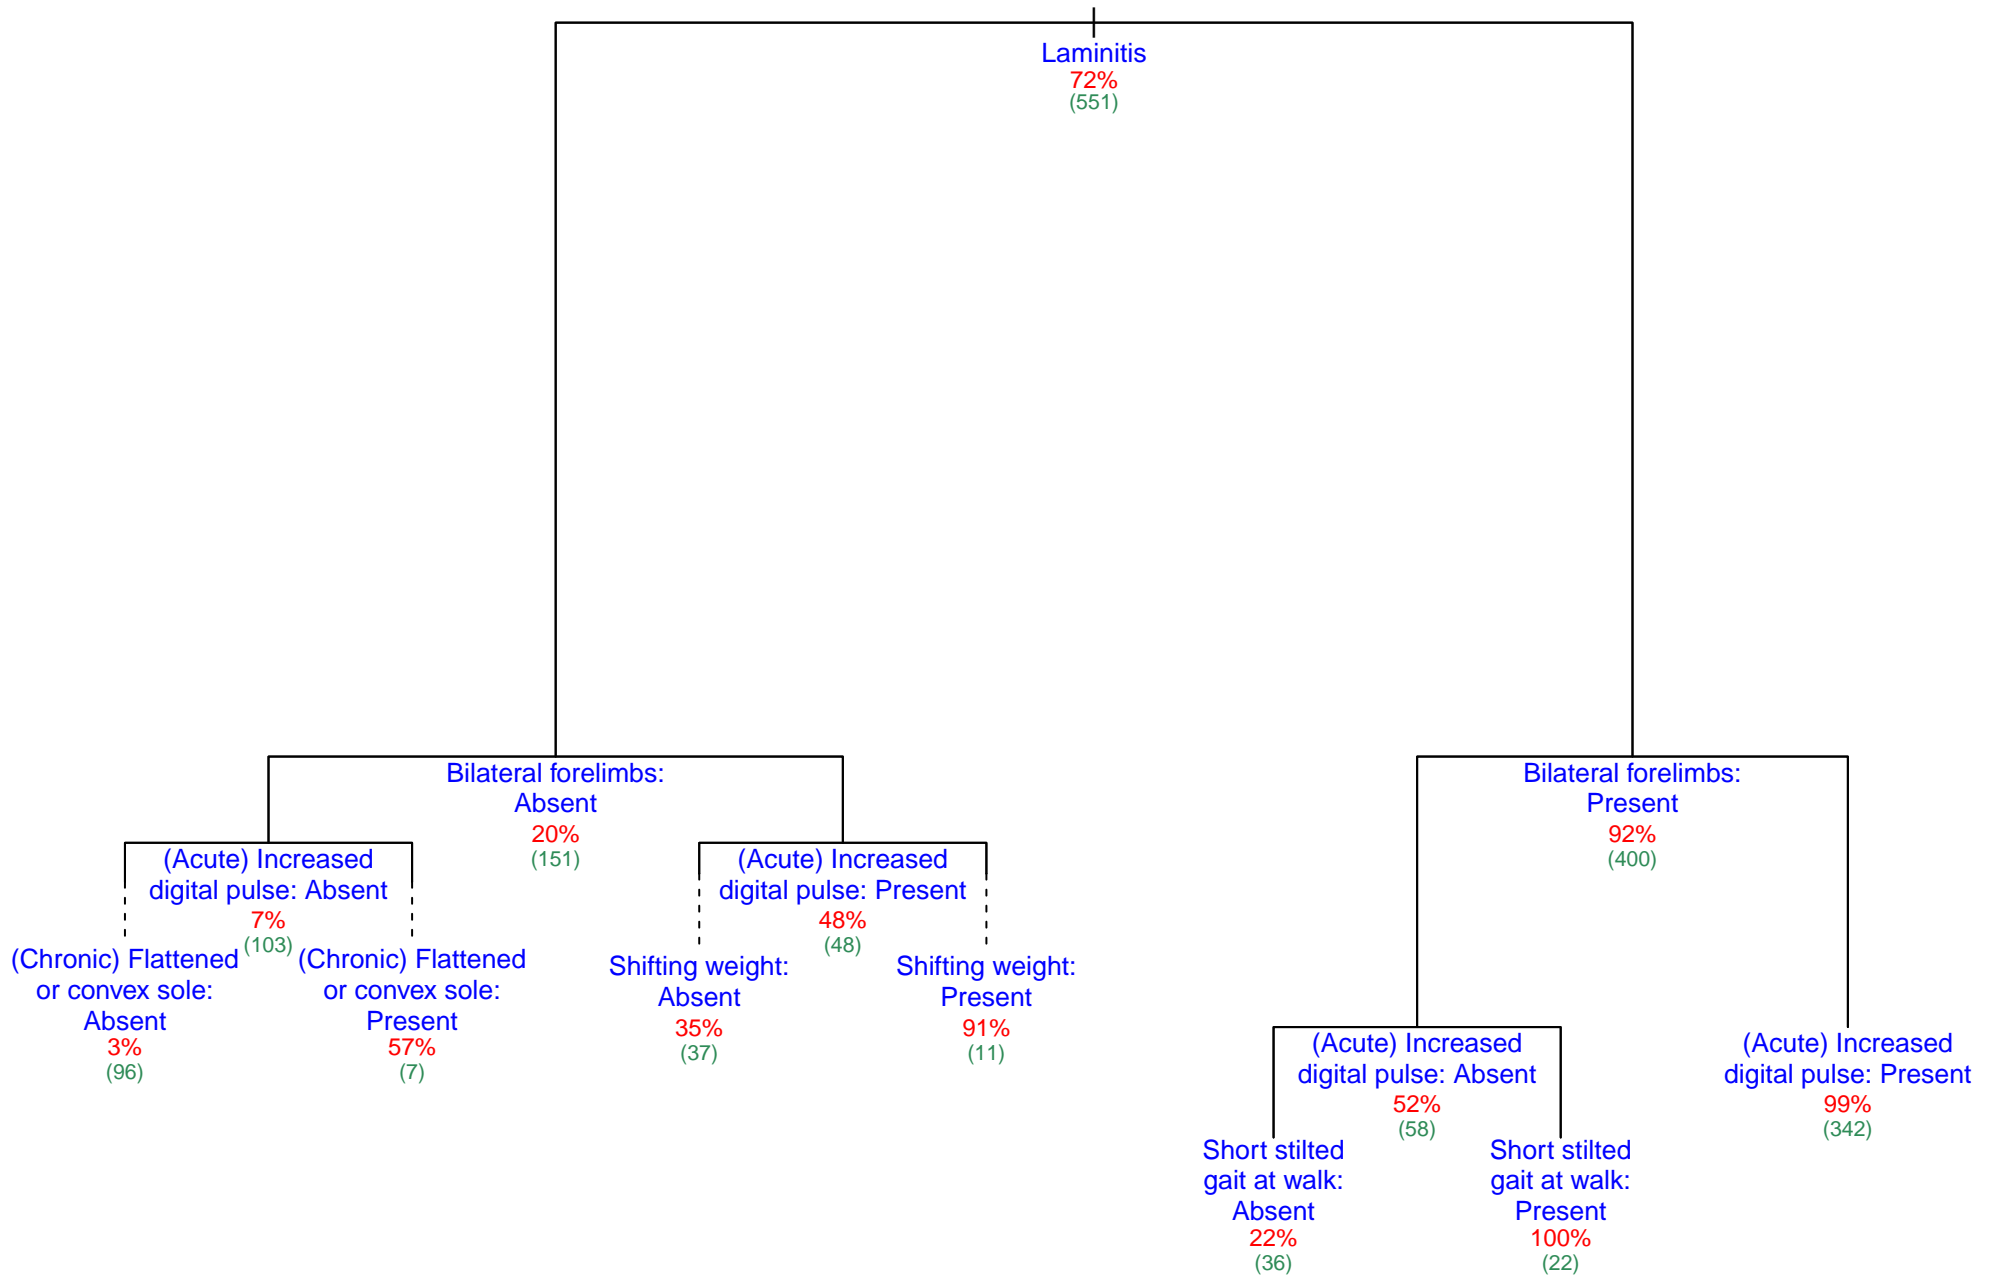 Laminitis
72%
(551)
Bilateral forelimbs:
Absent
20%
(151)
Bilateral forelimbs:
Present
92%
(400)
(Acute) Increased
digital pulse: Absent
7%
(103)
(Acute) Increased
digital pulse: Present
48%
(48)
(Chronic) Flattened
or convex sole:
Absent
3%
(96)
(Chronic) Flattened
or convex sole:
Present
57%
(7)
Shifting weight:
Absent
35%
(37)
Shifting weight:
Present
91%
(11)
(Acute) Increased
digital pulse: Absent
52%
(58)
(Acute) Increased
digital pulse: Present
99%
(342)
Short stilted
gait at walk:
Absent
22%
(36)
Short stilted
gait at walk:
Present
100%
(22)